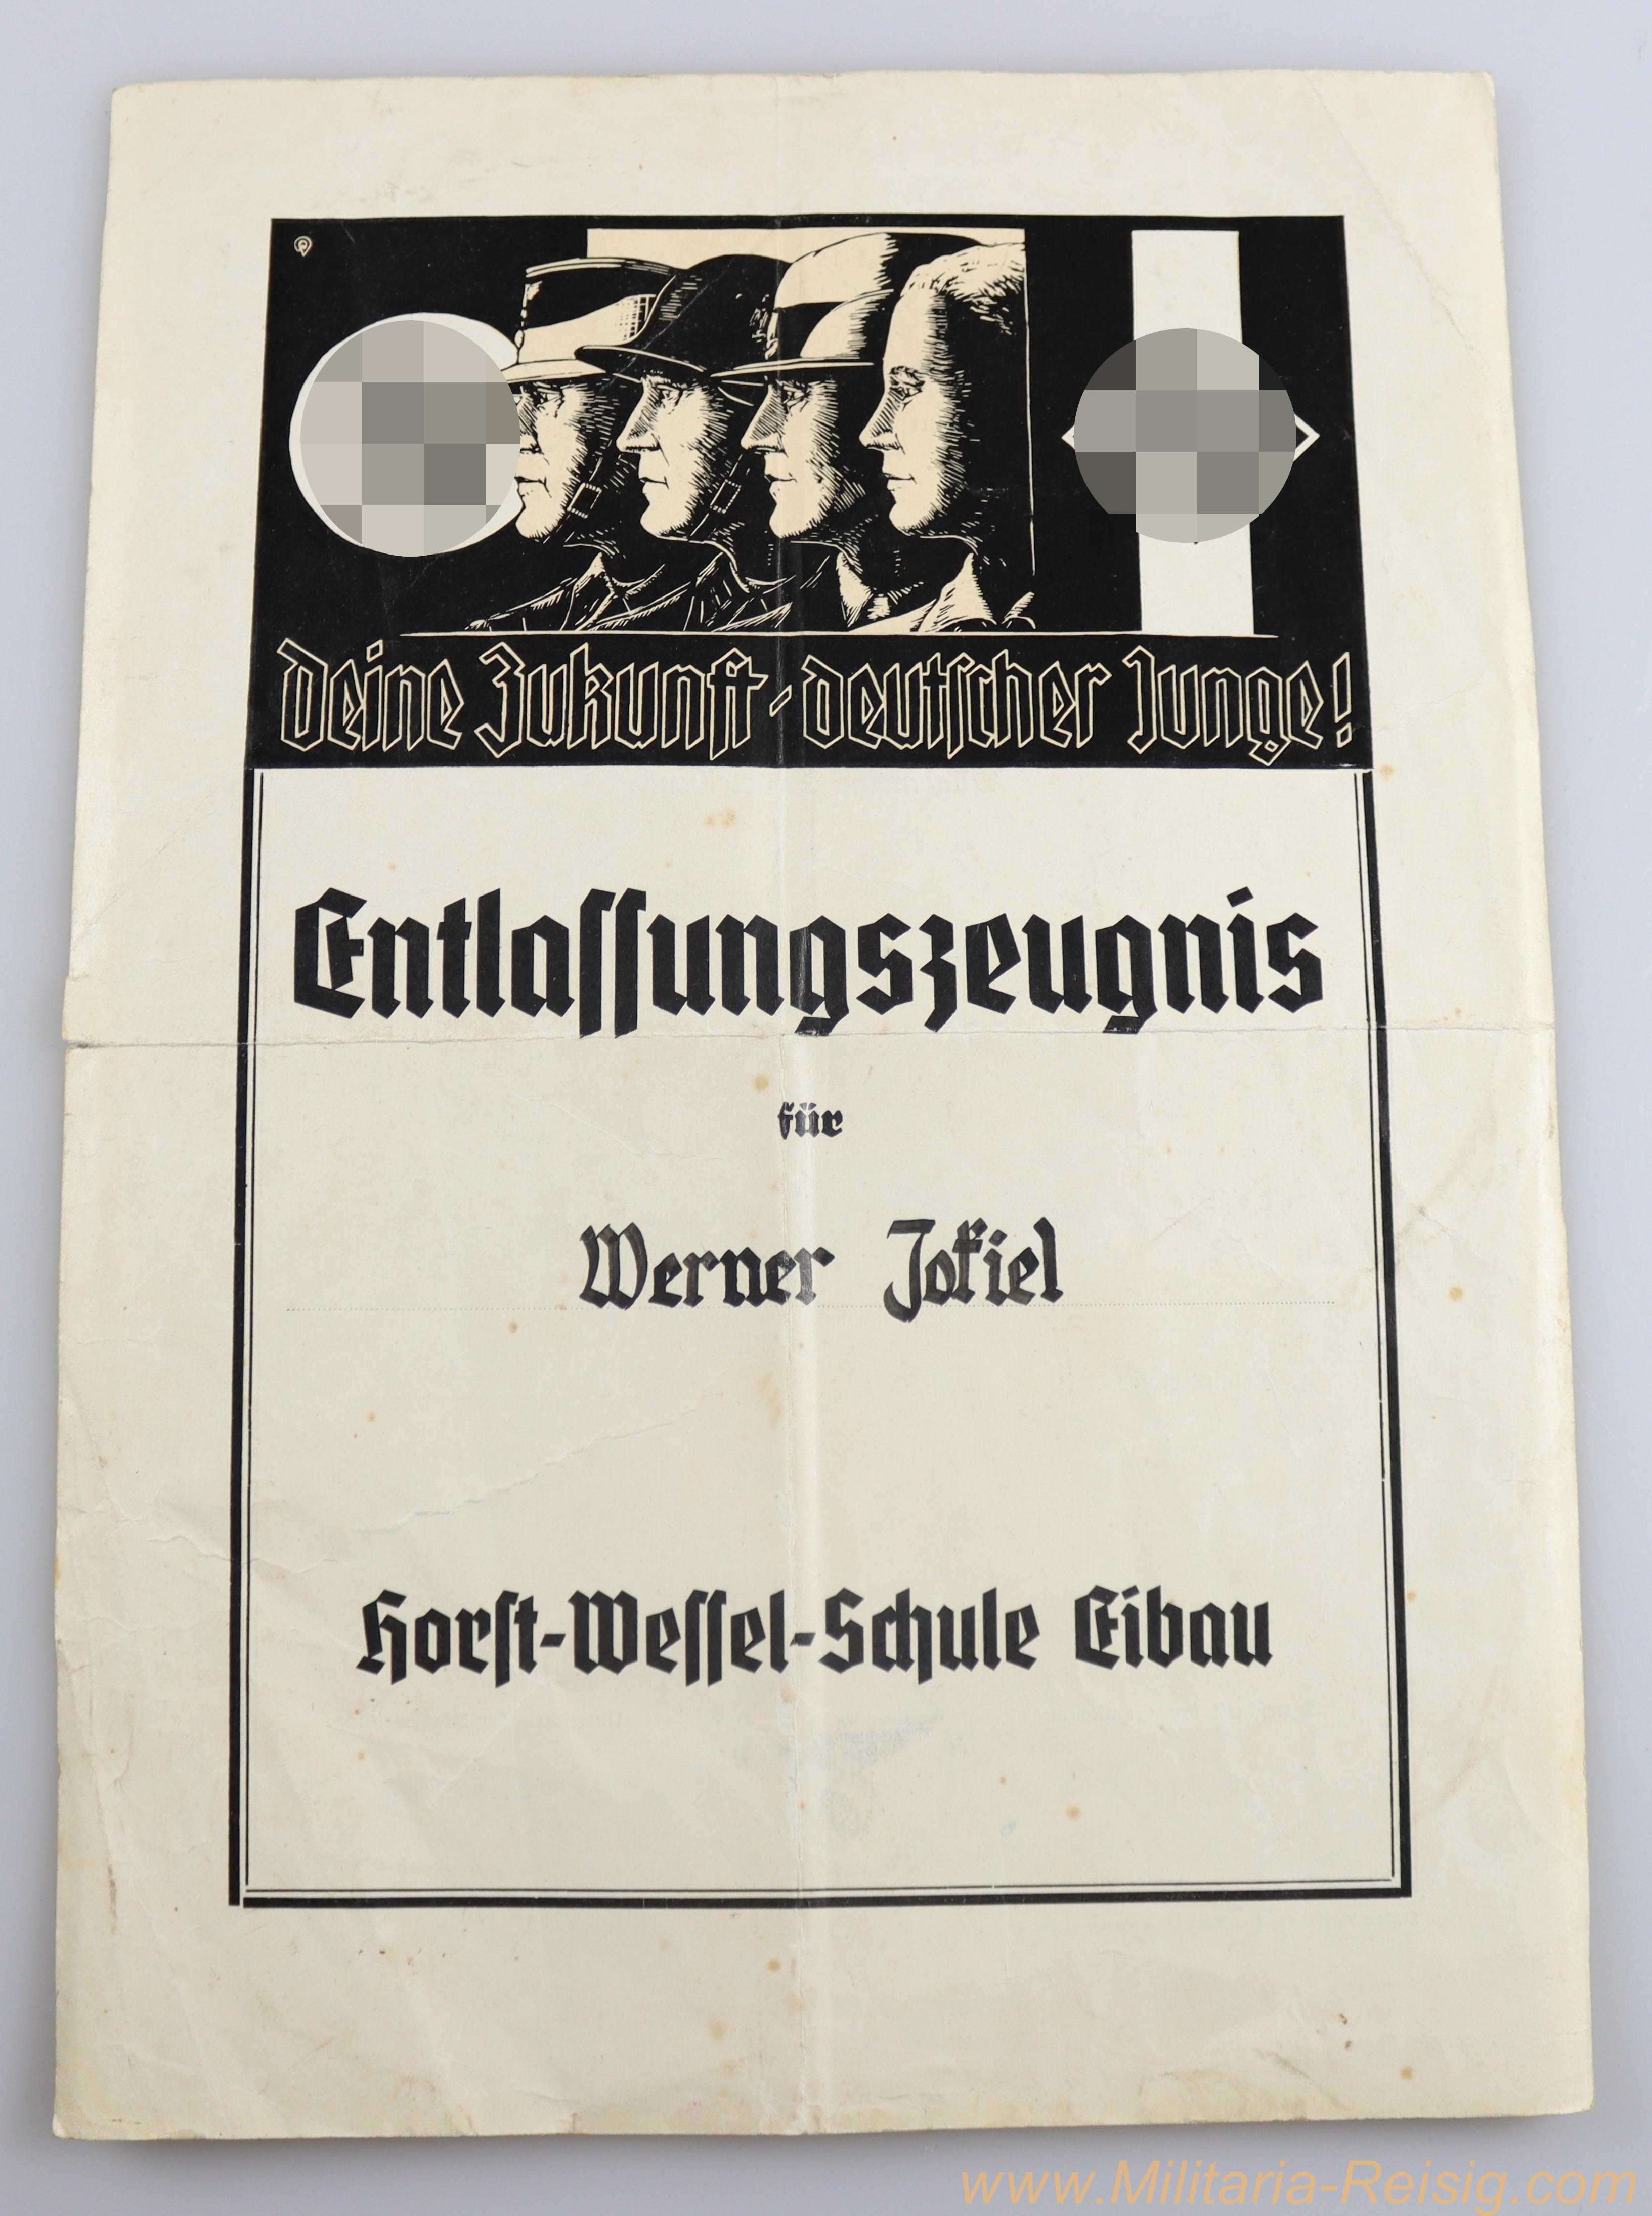 deine Zukunft - deutscher Junge!
Entlassungszeugnis
für
Werner Jokiel
Horst-Wessel-Schule Eibau
www.Militaria-Reisig.com